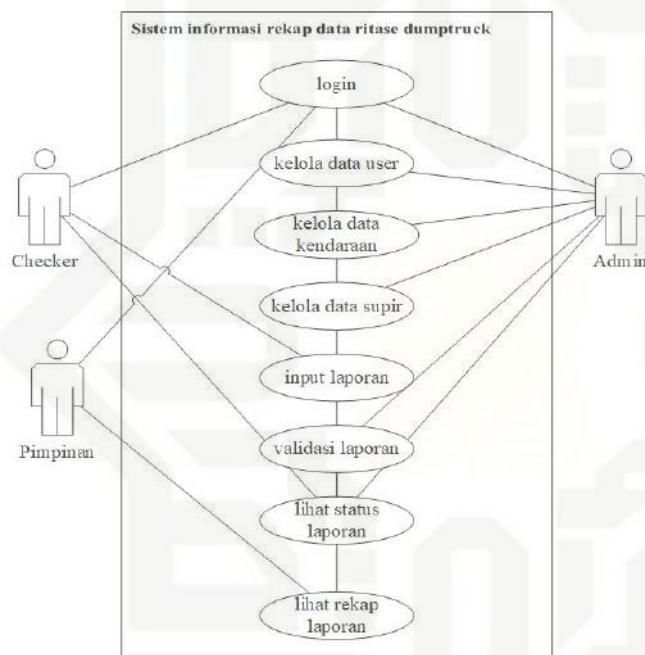 Sistem informasi rekap data ritase dumptruck
login
kelola data user
kelola data
kendaraan
Checker
Admin
kelola data supir
input laporan
Pimpinan
validasi laporan
lihat status
laporan
lihat rekap
laporan